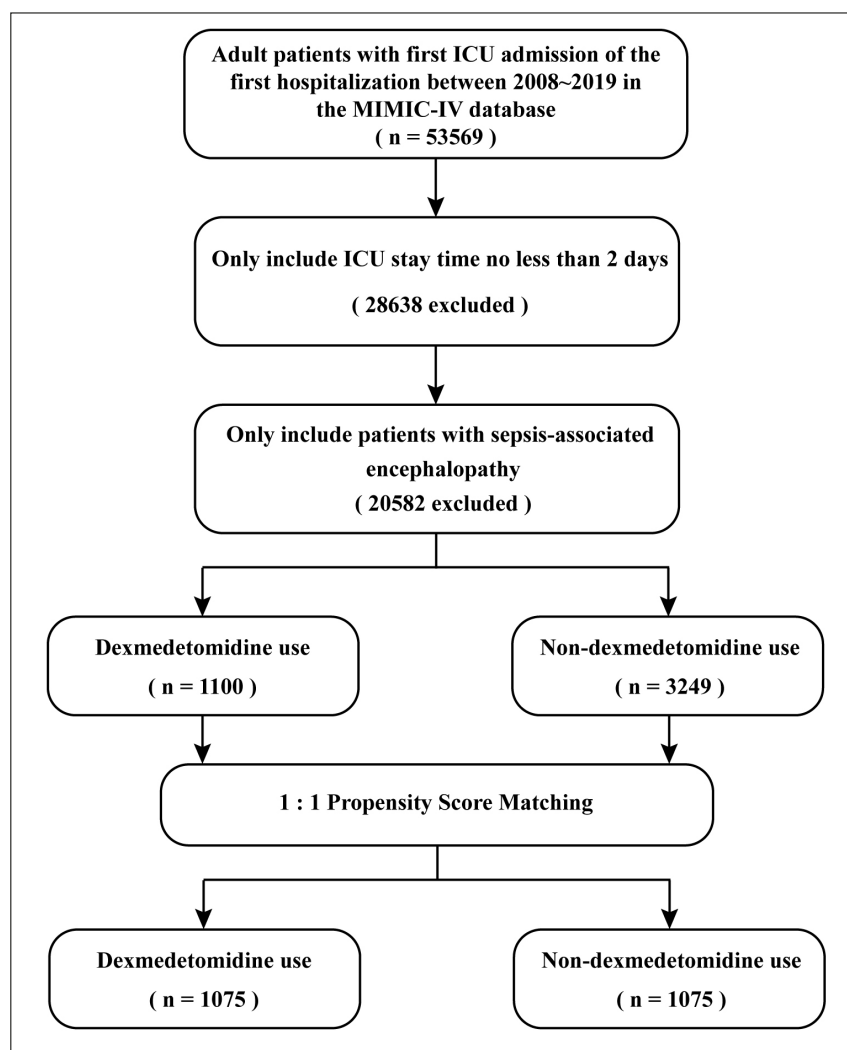 Adult patients with first ICU admission of the
first hospitalization between 2008~2019 in
the MIMIC-IV database
( n = 53569 )
Only include ICU stay time no less than 2 days
( 28638 excluded )
Only include patients with sepsis-associated
encephalopathy
( 20582 excluded )
Dexmedetomidine use
( n = 1100 )
Non-dexmedetomidine use
( n = 3249 )
1 : 1 Propensity Score Matching
Dexmedetomidine use
( n = 1075 )
Non-dexmedetomidine use
( n = 1075 )